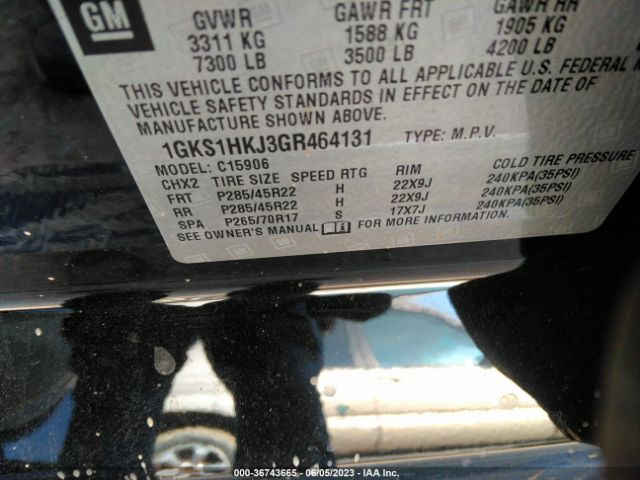 GM
GVWR GAWR FRT GAWR RR
3311 KG 1588 KG 1905 KG
7300 LB 3500 LB 4200 LB
THIS VEHICLE CONFORMS TO ALL APPLICABLE U.S. FEDERAL
VEHICLE SAFETY STANDARDS IN EFFECT ON THE DATE OF
MANUFACTURE SHOWN ABOVE.
1GKS1HKJ3GR464131 TYPE: M.P.V.
MODEL: C15906
CHX2 TIRE SIZE SPEED RTG RIM COLD TIRE PRESSURE
FRT P285/45R22 H 22X9J 240KPA(35PSI)
RR P285/45R22 H 22X9J 240KPA(35PSI)
SPA P265/70R17 S 17X7J 240KPA(35PSI)
SEE OWNER'S MANUAL FOR MORE INFORMATION.
000-36743665 - 06/05/2023 - IAA Inc.